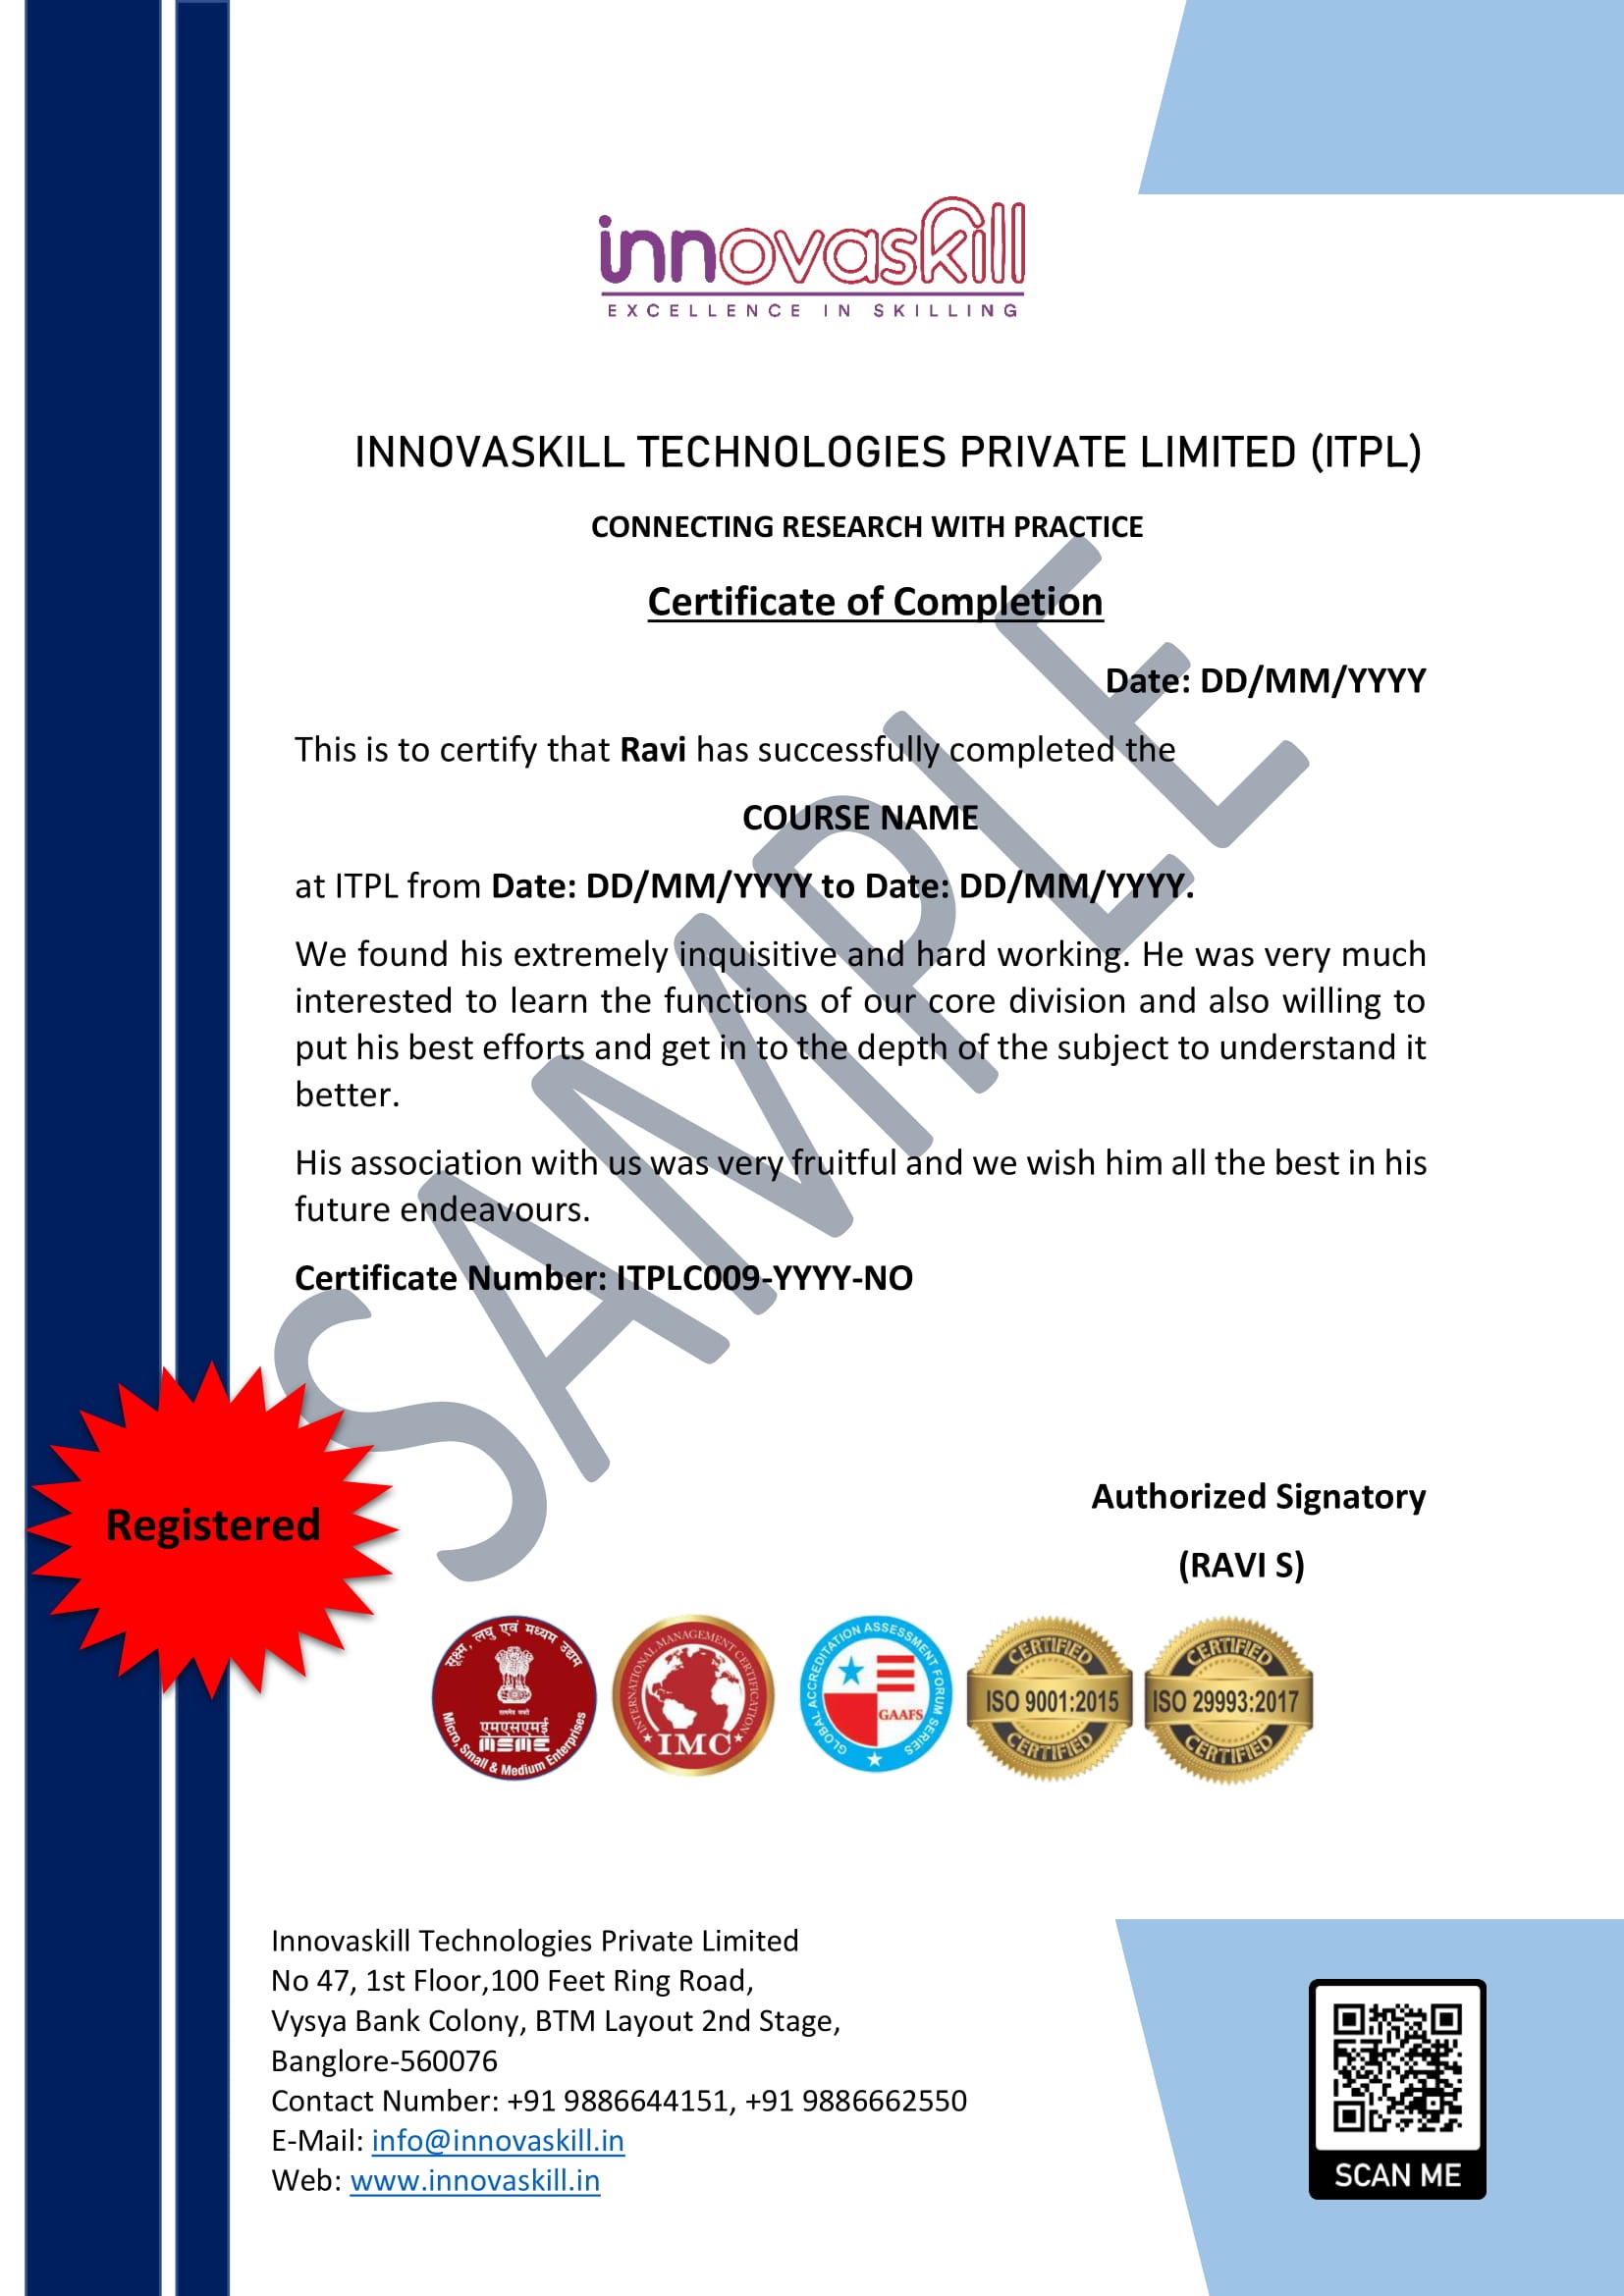 innovaskill
EXCELLENCE IN SKILLING
INNOVASKILL TECHNOLOGIES PRIVATE LIMITED (ITPL)
CONNECTING RESEARCH WITH PRACTICE
Certificate of Completion
Date: DD/MM/YYYY
This is to certify that Ravi has successfully completed the
COURSE NAME
at ITPL from Date: DD/MM/YYYY to Date: DD/MM/YYYY.
We found his extremely inquisitive and hard working. He was very much
interested to learn the functions of our core division and also willing to
put his best efforts and get in to the depth of the subject to understand it
better.
His association with us was very fruitful and we wish him all the best in his
future endeavours.
Certificate Number: ITPLC009-YYYY-NO
SAMPLE
Registered
Authorized Signatory
(RAVI S)
सूक्ष्म, लघु एवं मध्यम उद्यम
सत्यमेव जयते
एमएसएमई
MSME
Micro, Small & Medium Enterprises
INTERNATIONAL MANAGEMENT CERTIFICATION
IMC
GLOBAL ACCREDITATION ASSESSMENT FORUM SERIES
GAAFS
CERTIFIED
ISO 9001:2015
CERTIFIED
CERTIFIED
ISO 29993:2017
CERTIFIED
Innovaskill Technologies Private Limited
No 47, 1st Floor,100 Feet Ring Road,
Vysya Bank Colony, BTM Layout 2nd Stage,
Banglore-560076
Contact Number: +91 9886644151, +91 9886662550
E-Mail: info@innovaskill.in
Web: www.innovaskill.in
SCAN ME